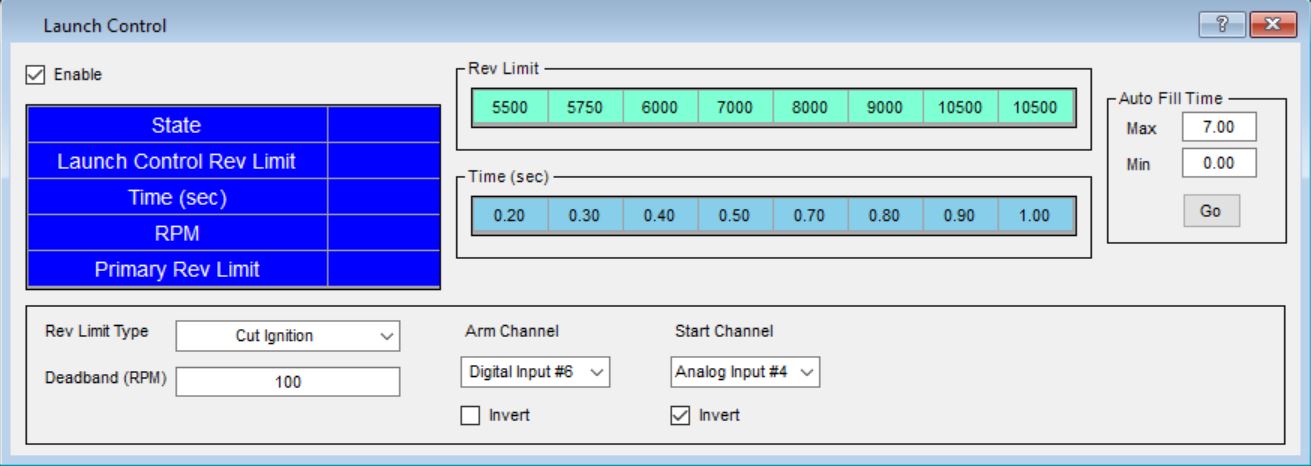 Launch Control
?
Enable
State
Launch Control Rev Limit
Time (sec)
RPM
Primary Rev Limit
Rev Limit
5500 5750 6000 7000 8000 9000 10500 10500
Time (sec)
0.20 0.30 0.40 0.50 0.70 0.80 0.90 1.00
Auto Fill Time
Max 7.00
Min 0.00
Go
Rev Limit Type Cut Ignition
Deadband (RPM) 100
Arm Channel
Digital Input #6
Invert
Start Channel
Analog Input #4
Invert